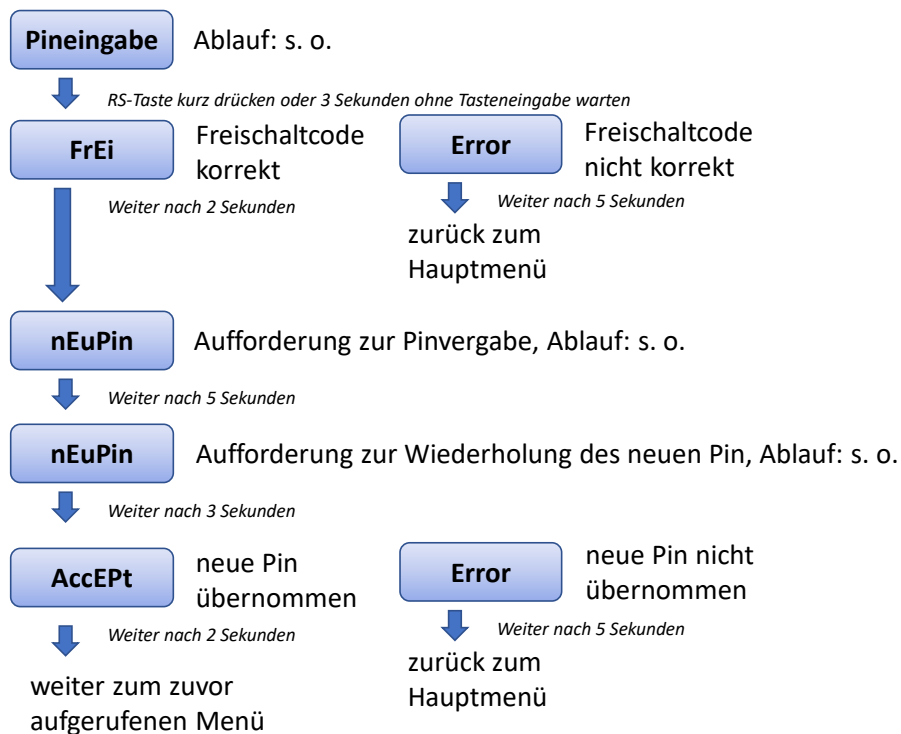 Pineingabe Ablauf: s. o.
RS-Taste kurz drücken oder 3 Sekunden ohne Tasteneingabe warten
FrEi
Freischaltcode
korrekt
Error
Freischaltcode
nicht korrekt
Weiter nach 2 Sekunden
Weiter nach 5 Sekunden
zurück zum
Hauptmenü
nEuPin Aufforderung zur Pinvergabe, Ablauf: s. o.
Weiter nach 5 Sekunden
nEuPin Aufforderung zur Wiederholung des neuen Pin, Ablauf: s. o.
Weiter nach 3 Sekunden
AccEPt
neue Pin
übernommen
Error
neue Pin nicht
übernommen
Weiter nach 2 Sekunden
Weiter nach 5 Sekunden
weiter zum zuvor
aufgerufenen Menü
zurück zum
Hauptmenü